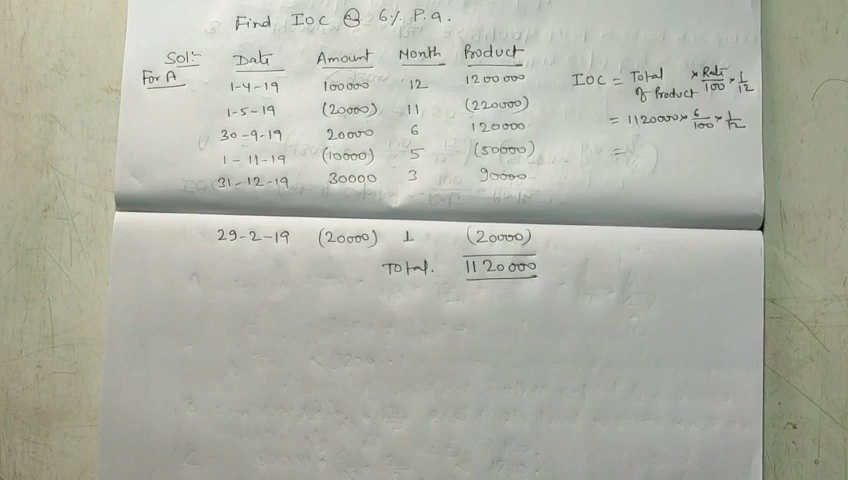 Find IOC @ 6% P.a.
Sol:- Date Amount Month Product
For A
1-4-19 100000 12 1200000
1-5-19 (20000) 11 (220000)
30-9-19 20000 6 120000
1-11-19 (10000) 5 (50000)
31-12-19 30000 3 90000
29-2-19 (20000) 1 (20000)
Total. 1120000
IOC = Total of Product × Rate/100 × 1/12
= 1120000 × 6/100 × 1/12
=